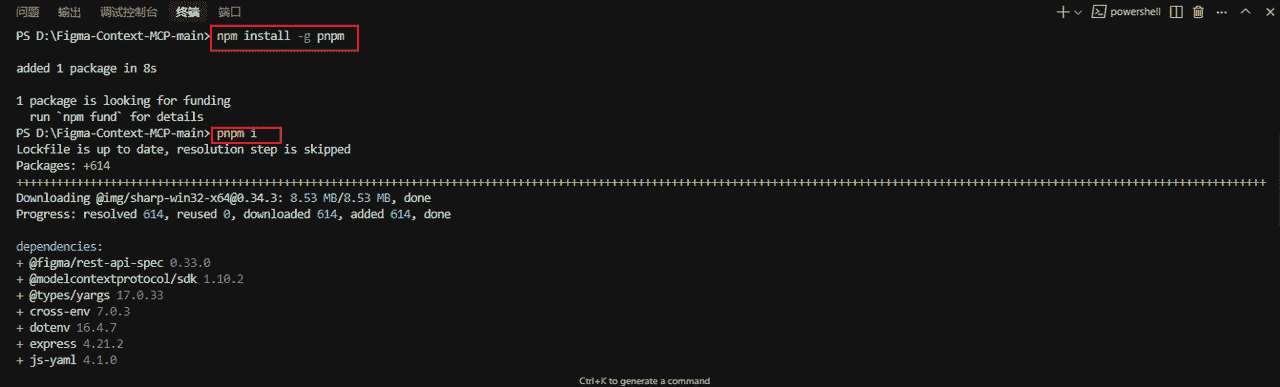 问题 输出 调试控制台 终端 端口 powershell
PS D:\Figma-Context-MCP-main> npm install -g pnpm
added 1 package in 8s
1 package is looking for funding
run `npm fund` for details
PS D:\Figma-Context-MCP-main> pnpm i
Lockfile is up to date, resolution step is skipped
Packages: +614
Downloading @img/sharp-win32-x64@0.34.3: 8.53 MB/8.53 MB, done
Progress: resolved 614, reused 0, downloaded 614, added 614, done
dependencies:
+ @figma/rest-api-spec 0.33.0
+ @modelcontextprotocol/sdk 1.10.2
+ @types/yargs 17.0.33
+ cross-env 7.0.3
+ dotenv 16.4.7
+ express 4.21.2
+ js-yaml 4.1.0
Ctrl+K to generate a command